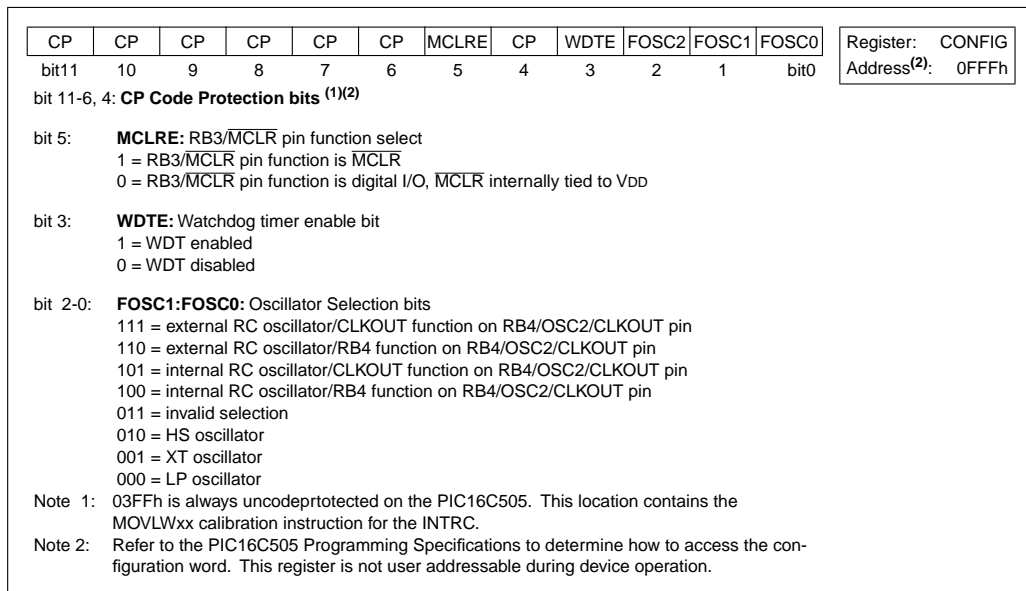 CP CP CP CP CP CP MCLRE CP WDTE FOSC2 FOSC1 FOSC0
bit11 10 9 8 7 6 5 4 3 2 1 bit0
Register: CONFIG
Address(2): 0FFFh
bit 11-6, 4: CP Code Protection bits (1)(2)
bit 5: MCLRE: RB3/MCLR pin function select
1 = RB3/MCLR pin function is MCLR
0 = RB3/MCLR pin function is digital I/O, MCLR internally tied to VDD
bit 3: WDTE: Watchdog timer enable bit
1 = WDT enabled
0 = WDT disabled
bit 2-0: FOSC1:FOSC0: Oscillator Selection bits
111 = external RC oscillator/CLKOUT function on RB4/OSC2/CLKOUT pin
110 = external RC oscillator/RB4 function on RB4/OSC2/CLKOUT pin
101 = internal RC oscillator/CLKOUT function on RB4/OSC2/CLKOUT pin
100 = internal RC oscillator/RB4 function on RB4/OSC2/CLKOUT pin
011 = invalid selection
010 = HS oscillator
001 = XT oscillator
000 = LP oscillator
Note 1: 03FFh is always uncodeprtotected on the PIC16C505. This location contains the
MOVLWxx calibration instruction for the INTRC.
Note 2: Refer to the PIC16C505 Programming Specifications to determine how to access the con-
figuration word. This register is not user addressable during device operation.